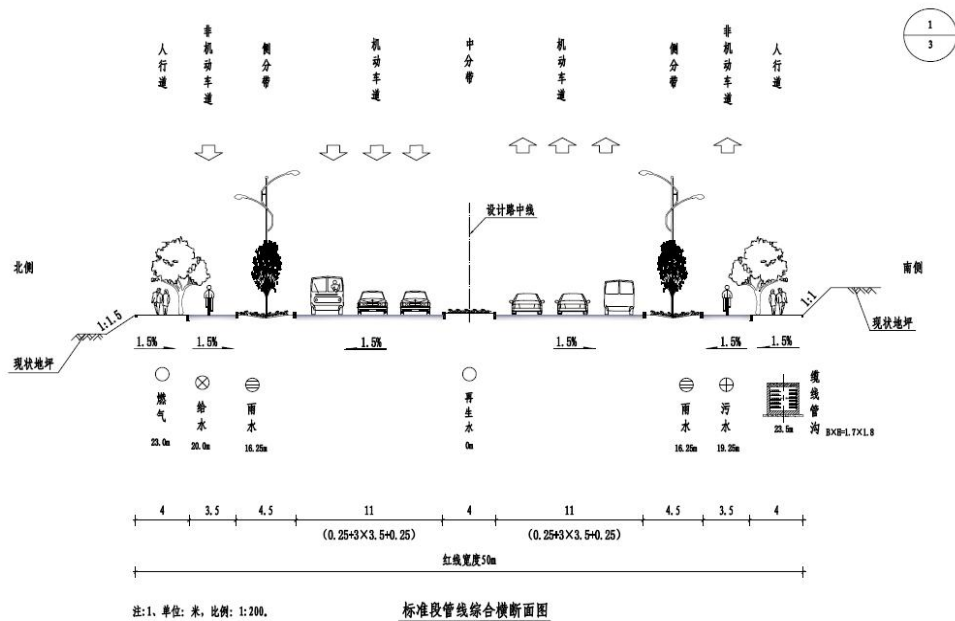 1
3
人行道
非机动车道
侧分带
机动车道
中分带
机动车道
侧分带
非机动车道
人行道
设计路中线
北侧
南侧
1:1.5
1:1
现状地坪
现状地坪
1.5%
1.5%
1.5%
1.5%
1.5%
1.5%
燃气
23.0m
给水
20.0m
雨水
16.25m
再生水
0m
雨水
16.25m
污水
19.25m
23.5m
缆线管沟
B×H=1.7×1.8
4
3.5
4.5
11
4
11
4.5
3.5
4
(0.25+3×3.5+0.25)
(0.25+3×3.5+0.25)
红线宽度50m
注:1、单位: 米, 比例: 1:200。
标准段管线综合横断面图